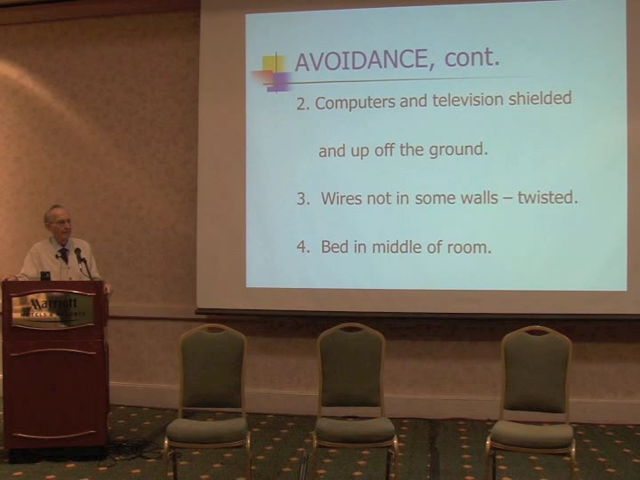 AVOIDANCE, cont.
2. Computers and television shielded
and up off the ground.
3. Wires not in some walls – twisted.
4. Bed in middle of room.
Marriott